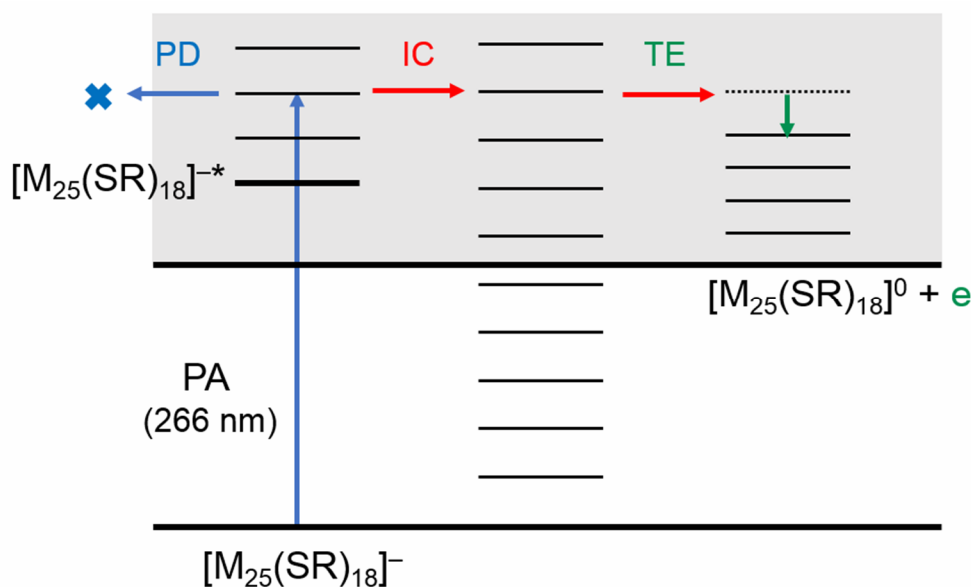 PD IC TE
[M₂₅(SR)₁₈]⁻*
[M₂₅(SR)₁₈]⁰ + e
PA
(266 nm)
[M₂₅(SR)₁₈]⁻